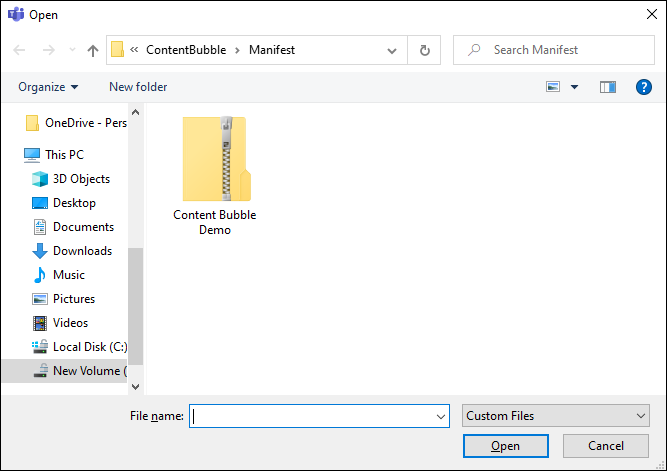 Open
« ContentBubble > Manifest
Search Manifest
Organize
New folder
?
OneDrive - Pers
This PC
3D Objects
Desktop
Documents
Downloads
Music
Pictures
Videos
Local Disk (C:)
New Volume (
Content Bubble
Demo
File name:
Custom Files
Open
Cancel